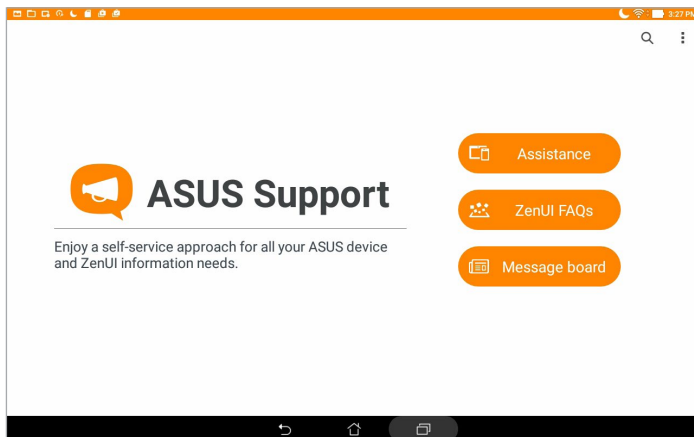 3:27 PM
ASUS Support
Enjoy a self-service approach for all your ASUS device
and ZenUI information needs.
Assistance
ZenUI FAQs
Message board